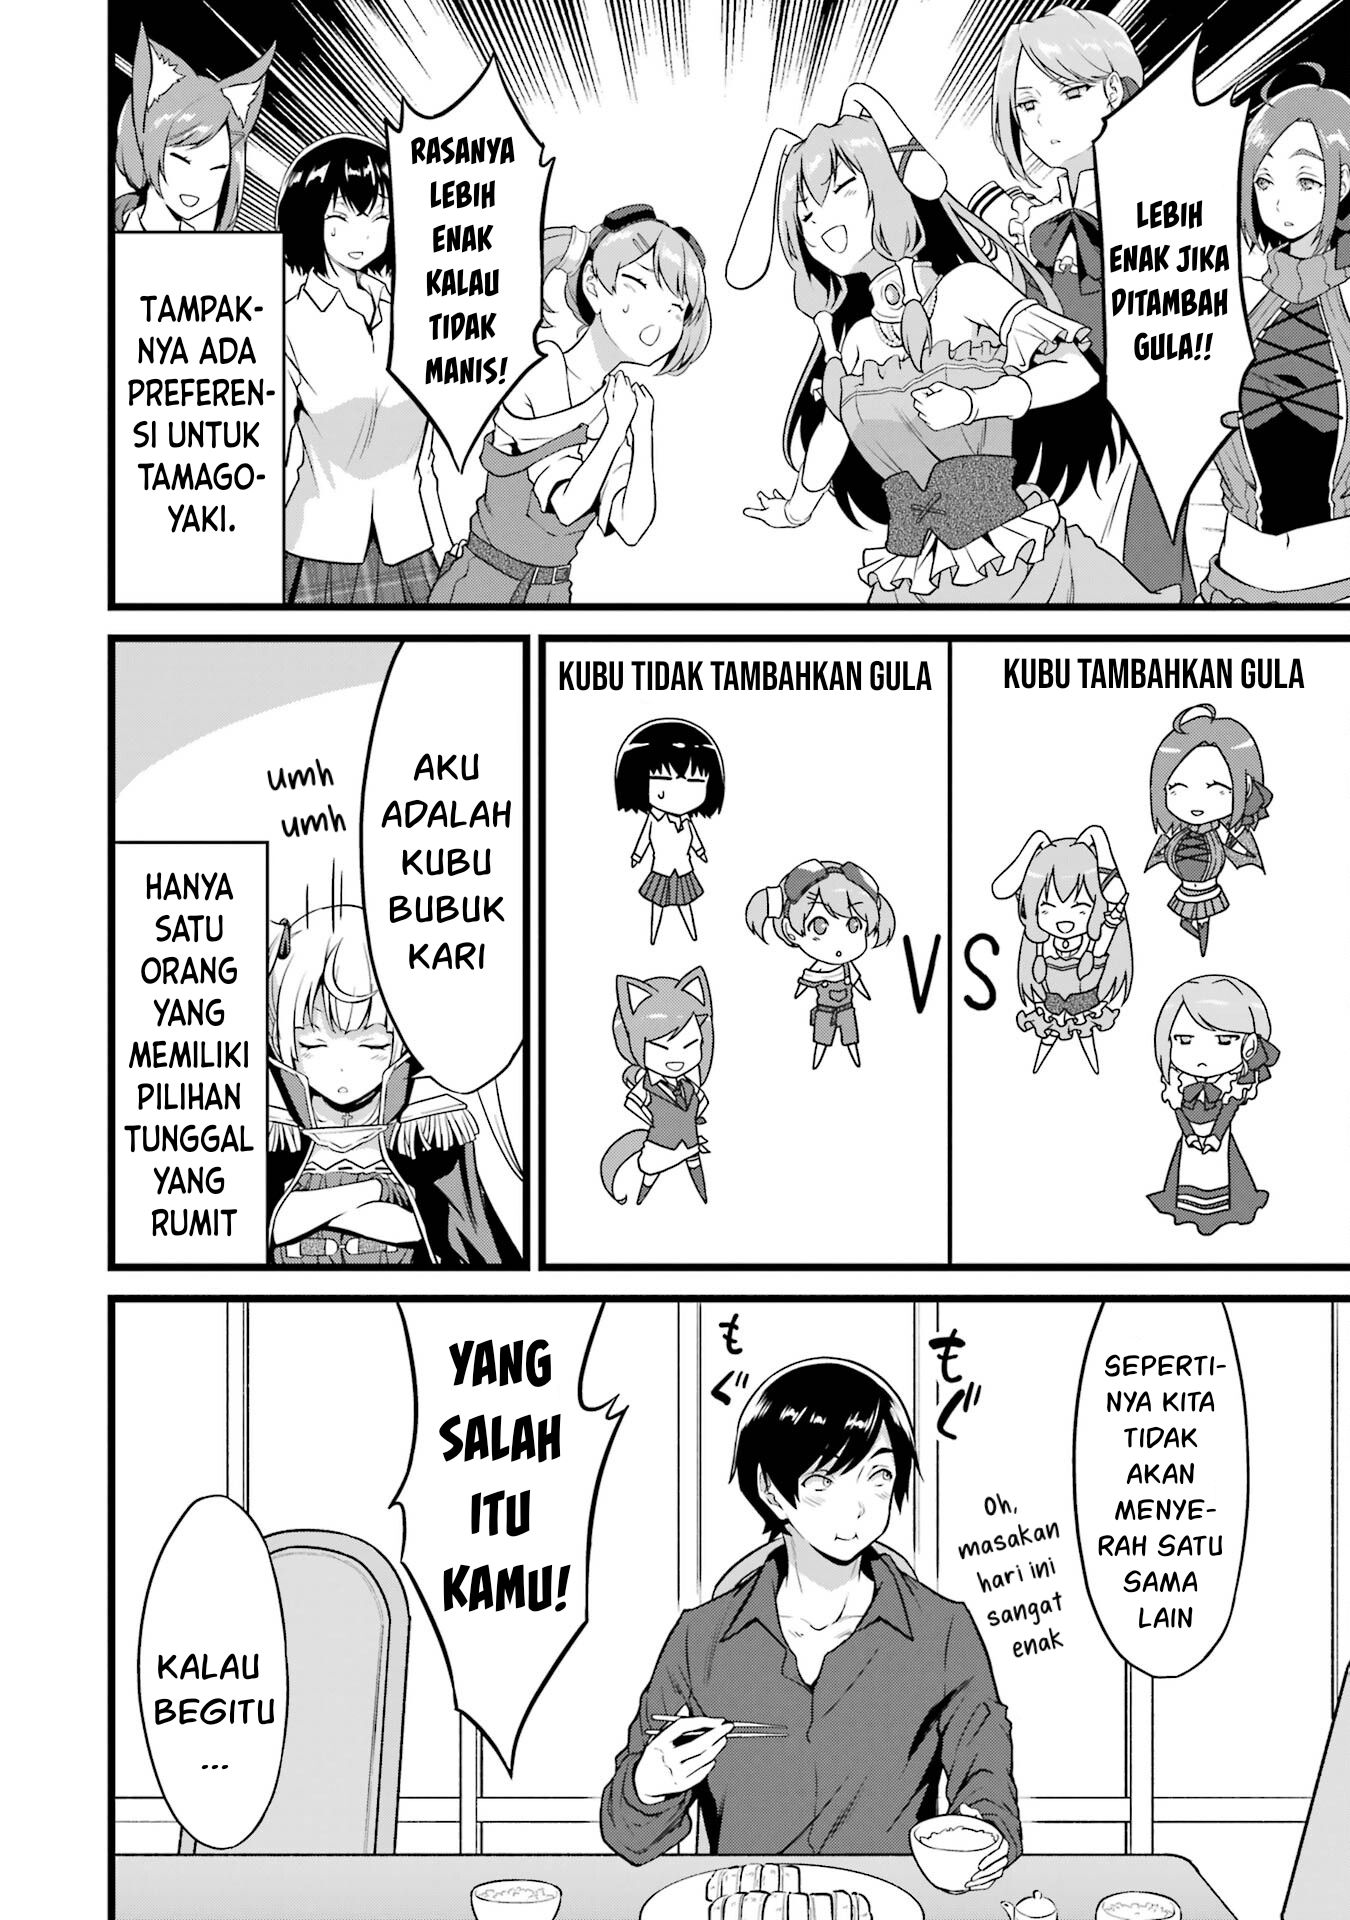 LEBIH
ENAK JIKA
DITAMBAH
GULA!!
RASANYA
LEBIH
ENAK
KALAU
TIDAK
MANIS!
TAMPAK-
NYA ADA
PREFEREN-
SI UNTUK
TAMAGO-
YAKI.
KUBU TAMBAHKAN GULA
KUBU TIDAK TAMBAHKAN GULA
VS
AKU
ADALAH
KUBU
BUBUK
KARI
umh
umh
HANYA
SATU
ORANG
YANG
MEMILIKI
PILIHAN
TUNGGAL
YANG
RUMIT
SEPERTI-
NYA KITA
TIDAK
AKAN
MENYE-
RAH SATU
SAMA
LAIN
もぐ
もぐ
Oh,
masakan
hari ini
sangat
enak
YANG
SALAH
ITU
KAMU!
KALAU
BEGITU
...